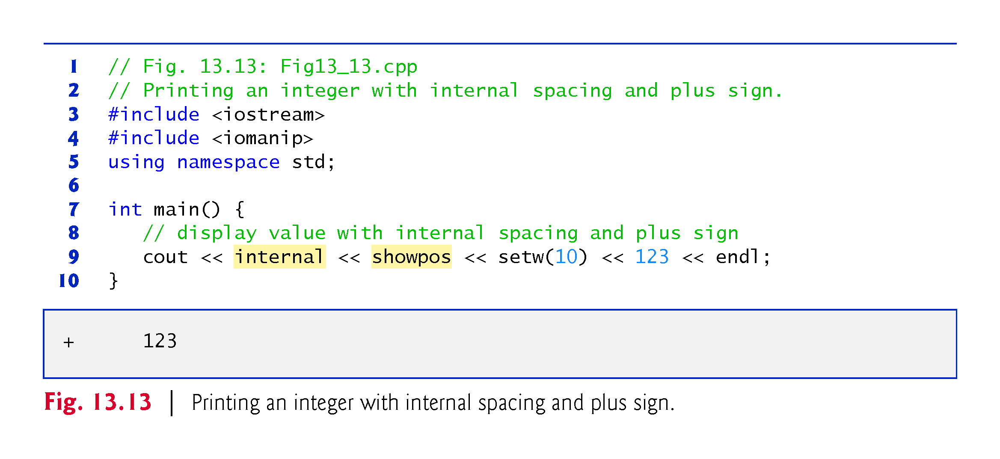 1 // Fig. 13.13: Fig13_13.cpp
2 // Printing an integer with internal spacing and plus sign.
3 #include <iostream>
4 #include <iomanip>
5 using namespace std;
6
7 int main() {
8    // display value with internal spacing and plus sign
9    cout << internal << showpos << setw(10) << 123 << endl;
10 }
+      123
Fig. 13.13 | Printing an integer with internal spacing and plus sign.